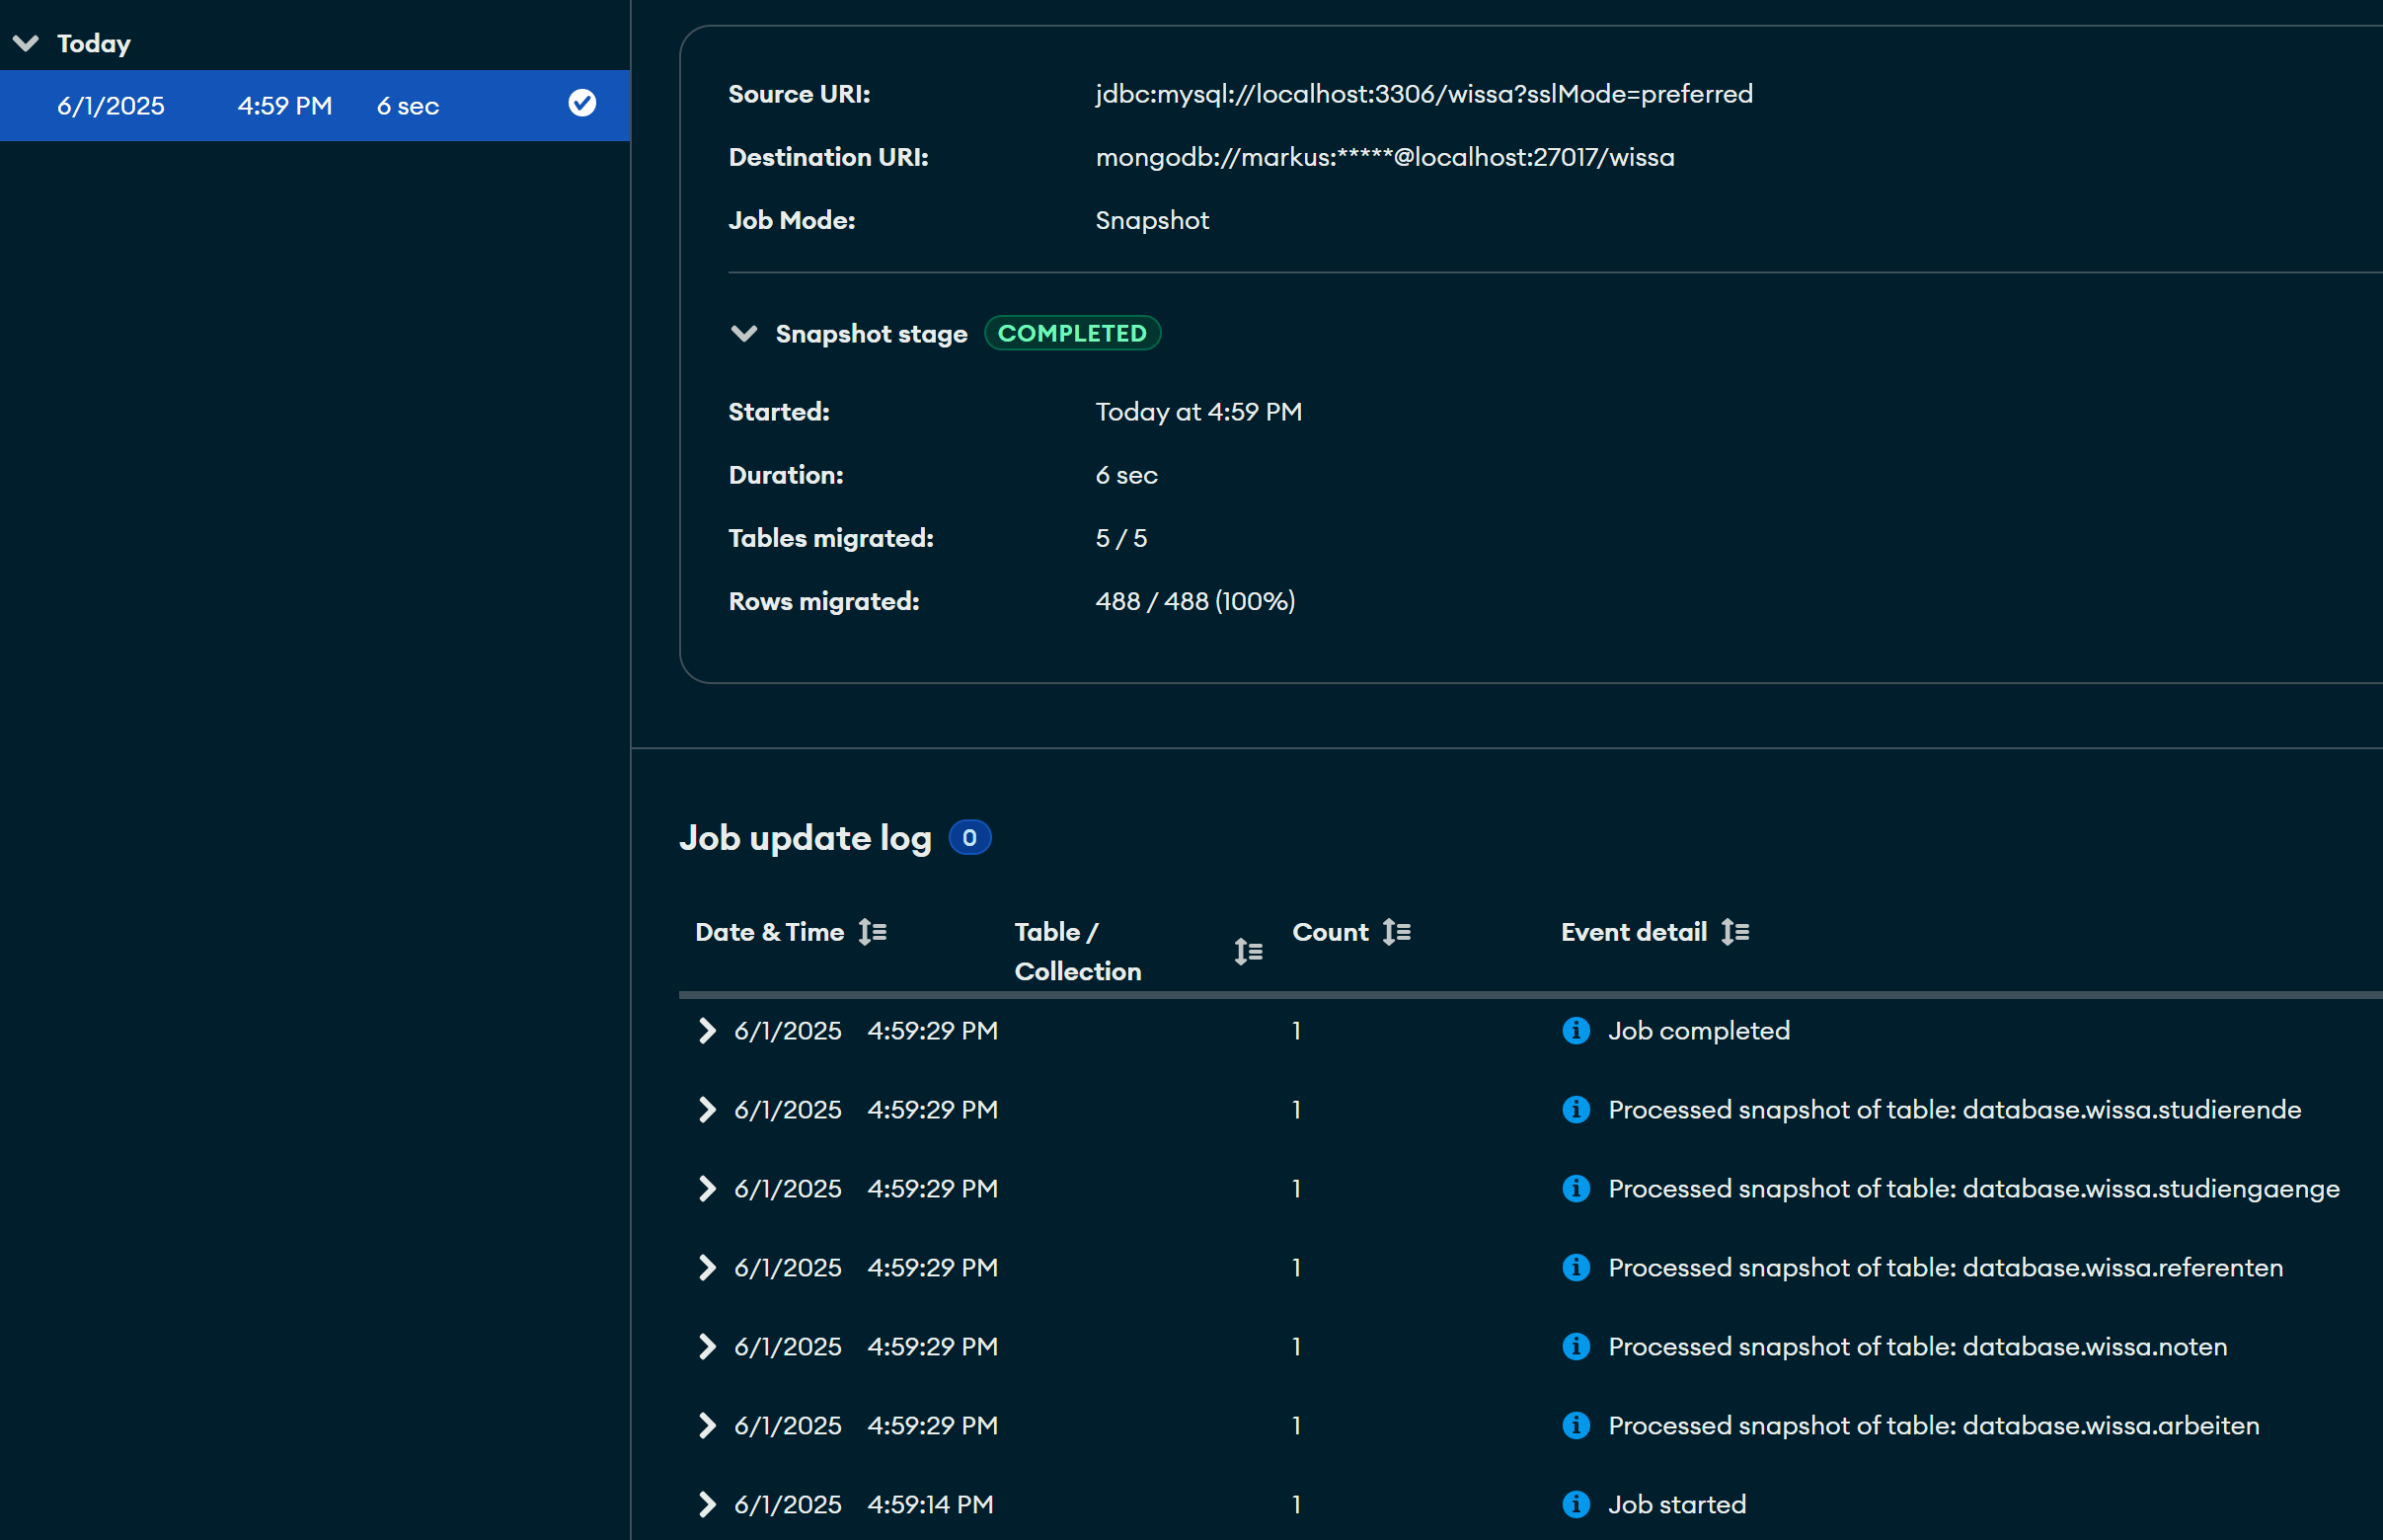 Today
6/1/2025 4:59 PM 6 sec
Source URI: jdbc:mysql://localhost:3306/wissa?sslMode=preferred
Destination URI: mongodb://markus:*****@localhost:27017/wissa
Job Mode: Snapshot
Snapshot stage COMPLETED
Started: Today at 4:59 PM
Duration: 6 sec
Tables migrated: 5 / 5
Rows migrated: 488 / 488 (100%)
Job update log 0
Date & Time Table / Count Event detail
Collection
6/1/2025 4:59:29 PM 1 Job completed
6/1/2025 4:59:29 PM 1 Processed snapshot of table: database.wissa.studierende
6/1/2025 4:59:29 PM 1 Processed snapshot of table: database.wissa.studiengaenge
6/1/2025 4:59:29 PM 1 Processed snapshot of table: database.wissa.referenten
6/1/2025 4:59:29 PM 1 Processed snapshot of table: database.wissa.noten
6/1/2025 4:59:29 PM 1 Processed snapshot of table: database.wissa.arbeiten
6/1/2025 4:59:14 PM 1 Job started